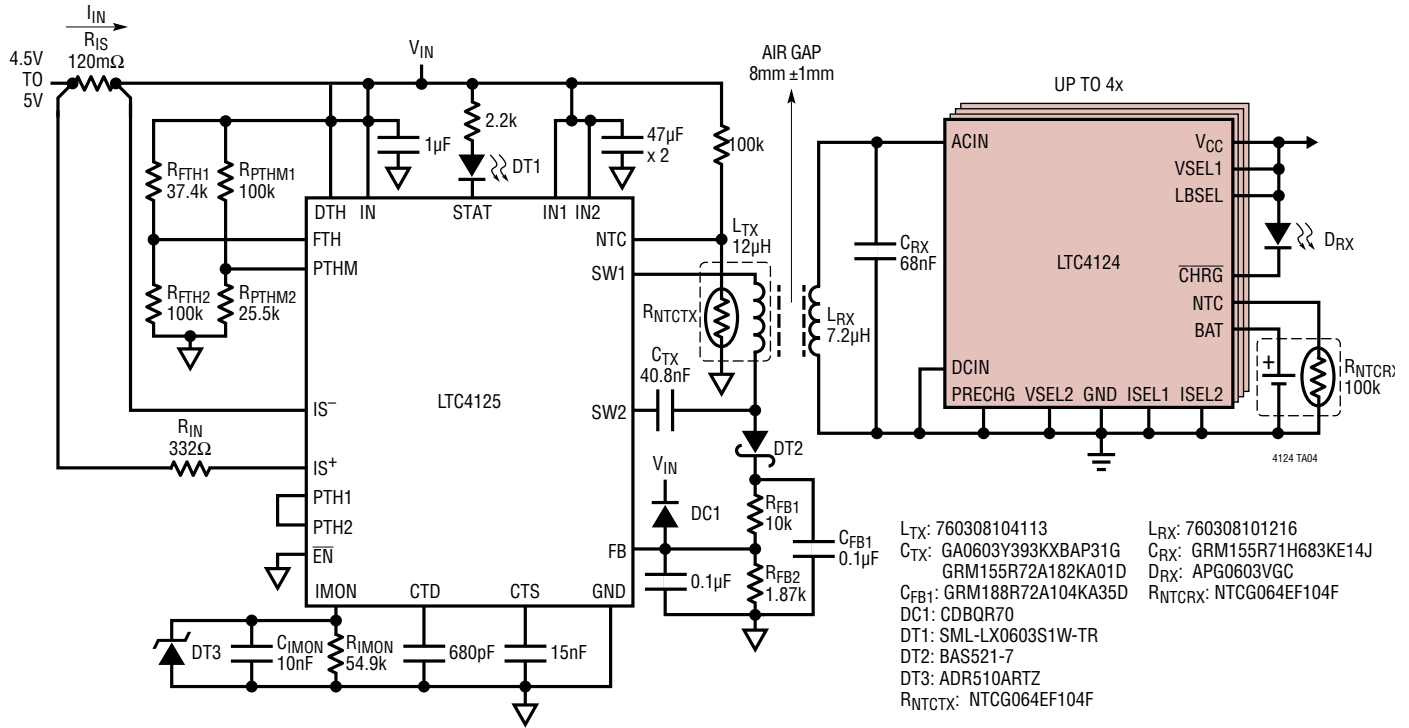 I_IN
R_IS
120mΩ
4.5V
TO
5V
V_IN
AIR GAP
8mm ±1mm
UP TO 4x
2.2k
DT1
1µF
47µF
x 2
100k
R_FTH1
37.4k
R_PTHM1
100k
R_FTH2
100k
R_PTHM2
25.5k
DTH
IN
STAT
IN1
IN2
FTH
PTHM
NTC
SW1
SW2
LTC4125
IS–
IS+
PTH1
PTH2
EN
IMON
CTD
CTS
GND
FB
R_IN
332Ω
L_TX
12µH
R_NTCTX
C_TX
40.8nF
L_RX
7.2µH
C_RX
68nF
ACIN
DCIN
LTC4124
V_CC
VSEL1
LBSEL
CHRG
NTC
BAT
PRECHG
VSEL2
GND
ISEL1
ISEL2
D_RX
+
R_NTCRX
100k
4124 TA04
DT2
V_IN
DC1
R_FB1
10k
C_FB1
0.1µF
0.1µF
R_FB2
1.87k
DT3
C_IMON
10nF
R_IMON
54.9k
680pF
15nF
L_TX: 760308104113
C_TX: GA0603Y393KXBAP31G
GRM155R72A182KA01D
C_FB1: GRM188R72A104KA35D
DC1: CDBQR70
DT1: SML-LX0603S1W-TR
DT2: BAS521-7
DT3: ADR510ARTZ
R_NTCTX: NTCG064EF104F
L_RX: 760308101216
C_RX: GRM155R71H683KE14J
D_RX: APG0603VGC
R_NTCRX: NTCG064EF104F